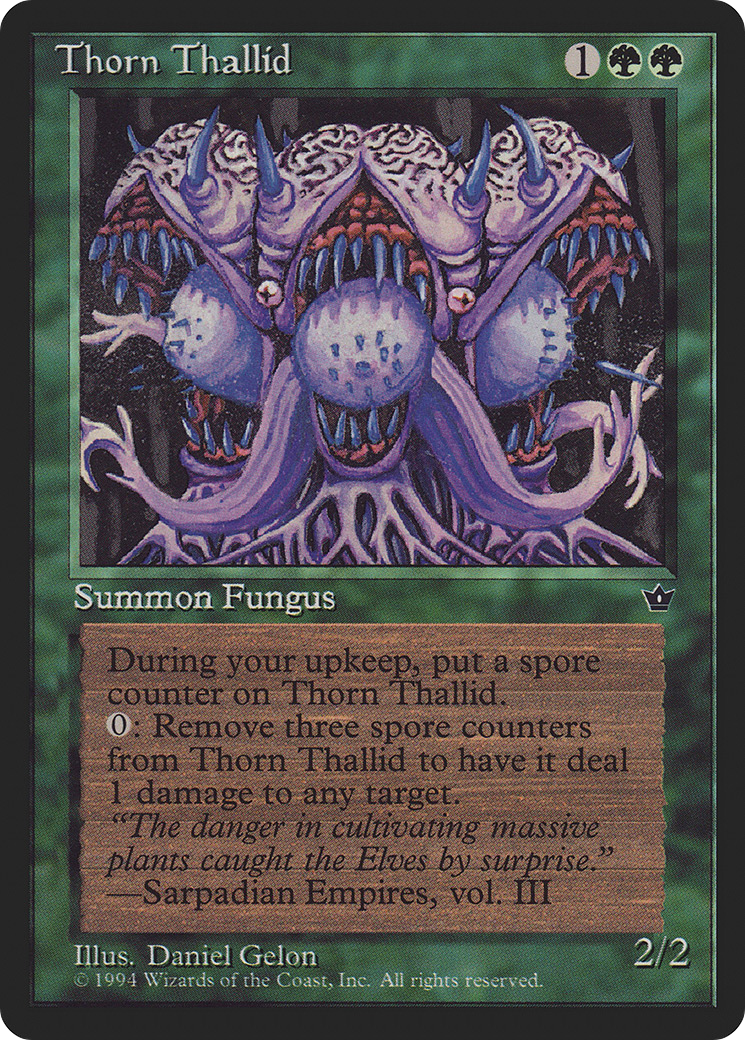 Thorn Thallid 1
Summon Fungus
During your upkeep, put a spore
counter on Thorn Thallid.
0: Remove three spore counters
from Thorn Thallid to have it deal
1 damage to any target.
“The danger in cultivating massive
plants caught the Elves by surprise.”
—Sarpadian Empires, vol. III
Illus. Daniel Gelon
2/2
© 1994 Wizards of the Coast, Inc. All rights reserved.